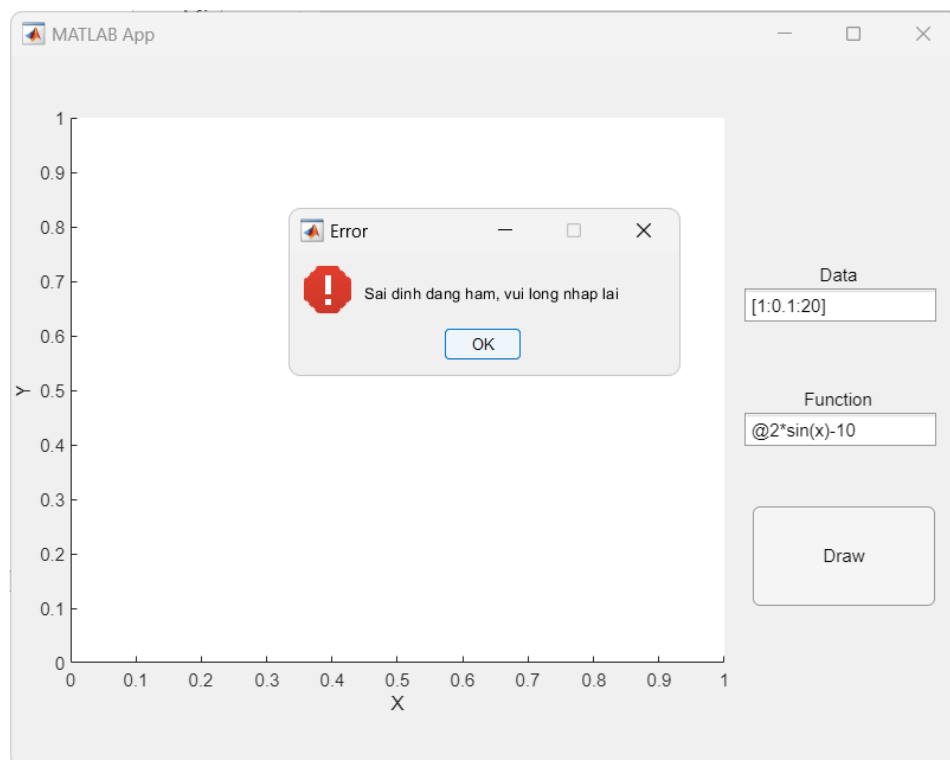 MATLAB App
1
0.9
0.8
0.7
0.6
0.5
0.4
0.3
0.2
0.1
0
Y
0 0.1 0.2 0.3 0.4 0.5 0.6 0.7 0.8 0.9 1
X
Error
Sai dinh dang ham, vui long nhap lai
OK
Data
[1:0.1:20]
Function
@2*sin(x)-10
Draw